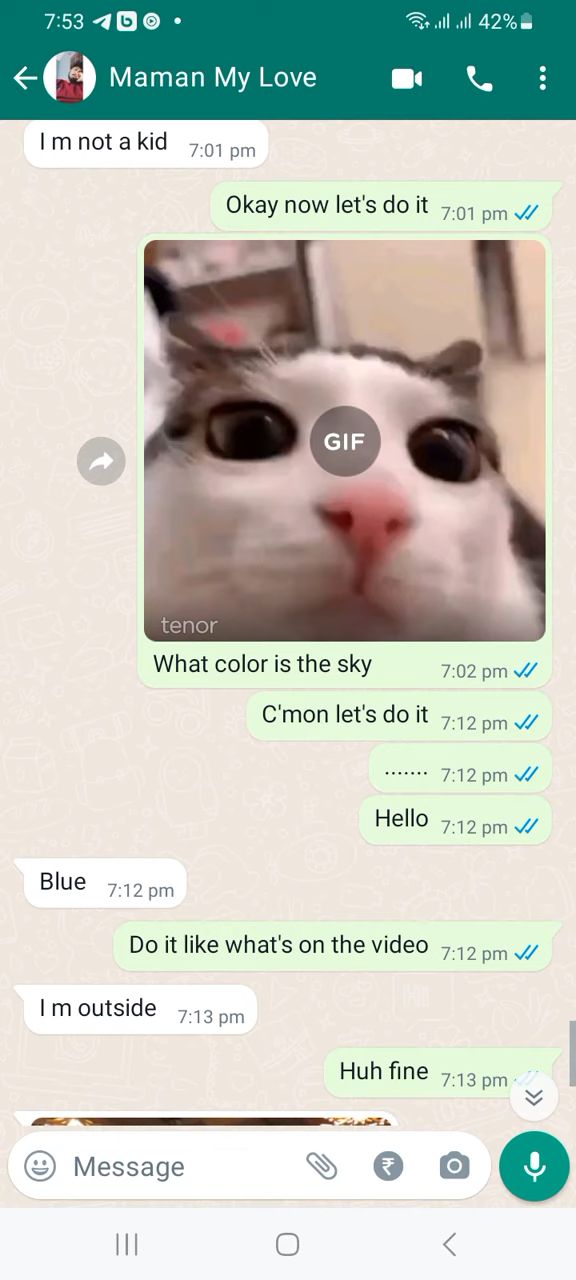 7:53
42%
Maman My Love
I m not a kid 7:01 pm
Okay now let's do it 7:01 pm
GIF
tenor
What color is the sky 7:02 pm
C'mon let's do it 7:12 pm
....... 7:12 pm
Hello 7:12 pm
Blue 7:12 pm
Do it like what's on the video 7:12 pm
I m outside 7:13 pm
Huh fine 7:13 pm
Message
₹